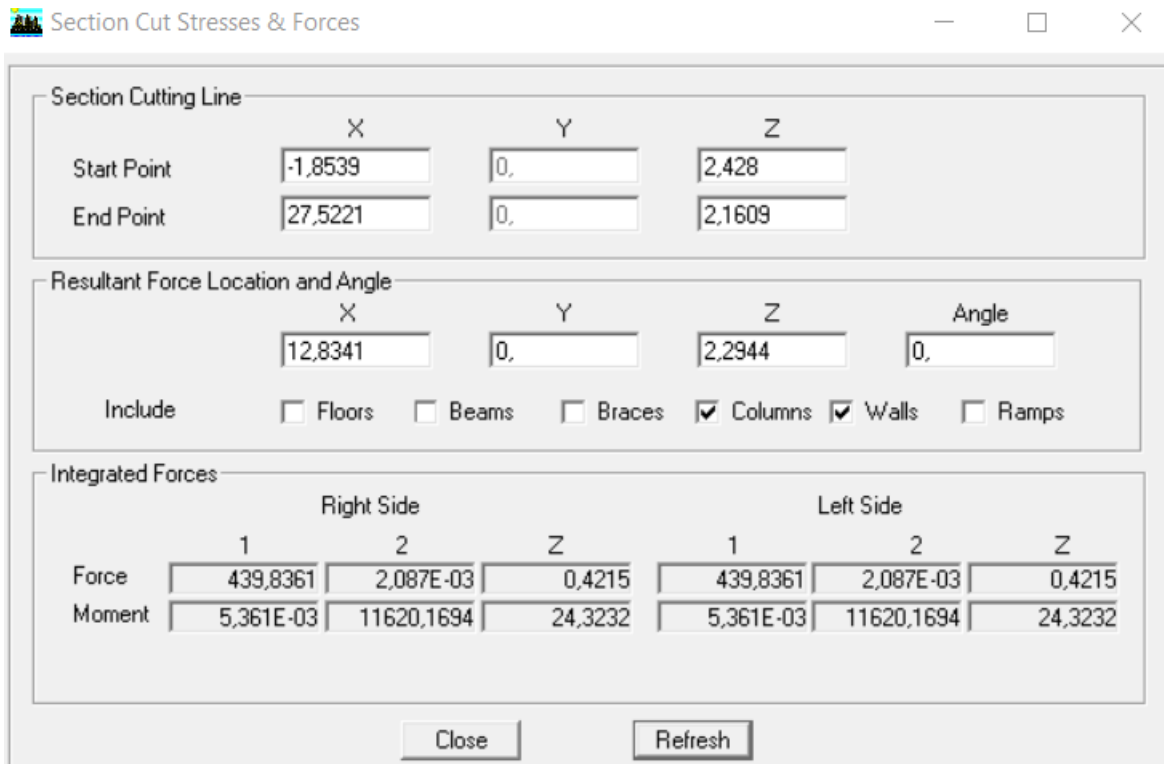 Section Cut Stresses & Forces
Section Cutting Line
X Y Z
Start Point -1,8539 0, 2,428
End Point 27,5221 0, 2,1609
Resultant Force Location and Angle
X Y Z Angle
12,8341 0, 2,2944 0,
Include Floors Beams Braces Columns Walls Ramps
Integrated Forces
Right Side Left Side
1 2 Z 1 2 Z
Force 439,8361 2,087E-03 0,4215 439,8361 2,087E-03 0,4215
Moment 5,361E-03 11620,1694 24,3232 5,361E-03 11620,1694 24,3232
Close Refresh